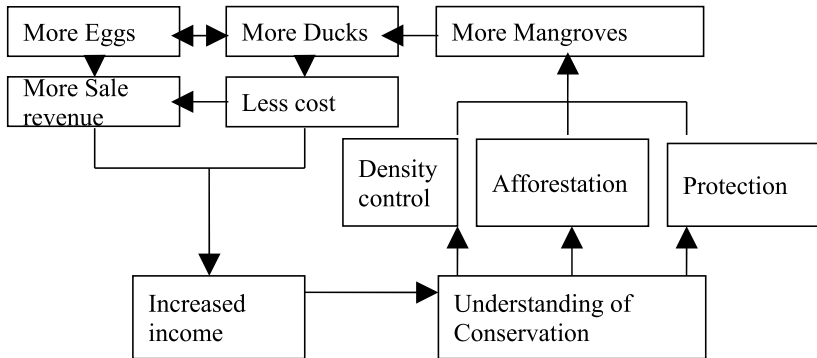 More Eggs
More Ducks
More Mangroves
More Sale
revenue
Less cost
Density
control
Afforestation
Protection
Increased
income
Understanding of
Conservation